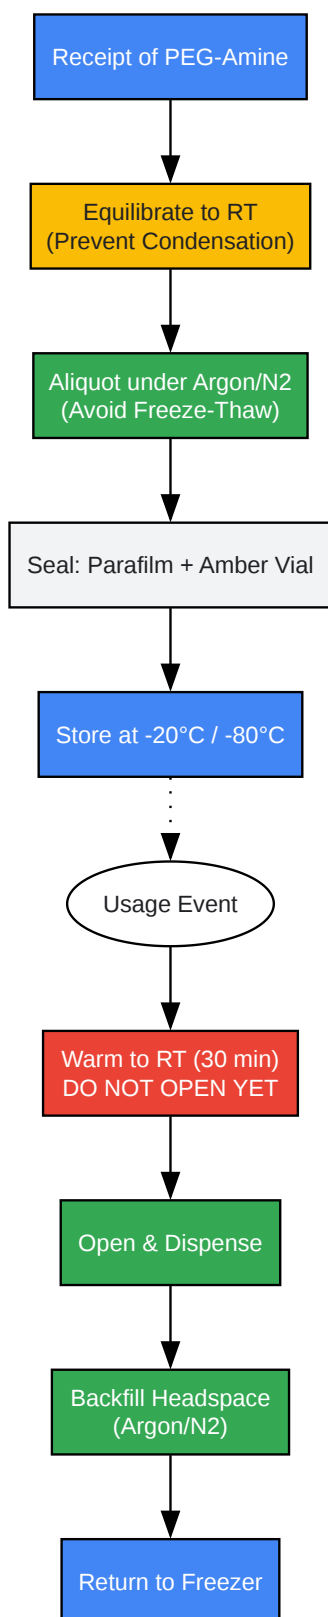 Receipt of PEG-Amine
Equilibrate to RT
(Prevent Condensation)
Aliquot under Argon/N2
(Avoid Freeze-Thaw)
Seal: Parafilm + Amber Vial
Store at -20°C / -80°C
Usage Event
Warm to RT (30 min)
DO NOT OPEN YET
Open & Dispense
Backfill Headspace
(Argon/N2)
Return to Freezer